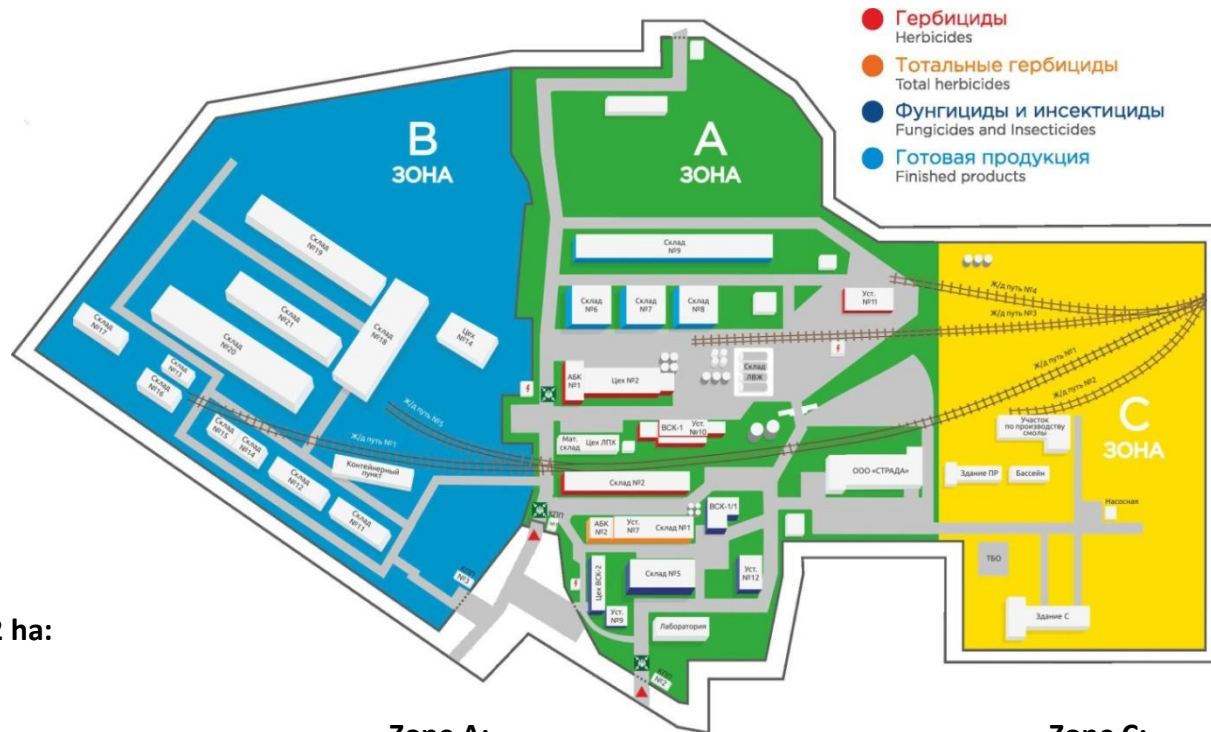 Гербициды
Herbicides
Тотальные гербициды
Total herbicides
Фунгициды и инсектициды
Fungicides and Insecticides
Готовая продукция
Finished products
B
ЗОНА
A
ЗОНА
C
ЗОНА
Склад
№19
Склад
№21
Склад
№18
Цех
№14
Склад
№17
Склад
№20
Склад
№13
Склад
№16
Склад
№15
Склад
№14
Склад
№12
Склад
№11
Контейнерный
пункт
Ж/д путь №1
Ж/д путь №5
КПП
№3
Склад
№9
Склад
№6
Склад
№7
Склад
№8
Уст.
№11
АБК
№1
Цех №2
Склад
ЛВЖ
ВСК-1
Уст.
№10
Мат.
склад
Цех ЛПХ
Склад №2
КПП
АБК
№2
Уст.
№7
Склад №1
ВСК-1/1
Цех ВСК-2
Склад №5
Уст.
№12
Уст.
№9
Лаборатория
КПП
№2
ООО «СТРАДА»
Ж/д путь №4
Ж/д путь №3
Ж/д путь №1
Ж/д путь №2
Участок
по производству
смолы
Здание ПР
Бассейн
Насосная
ТБО
Здание С
2 ha:
Zone A:
Zone C: